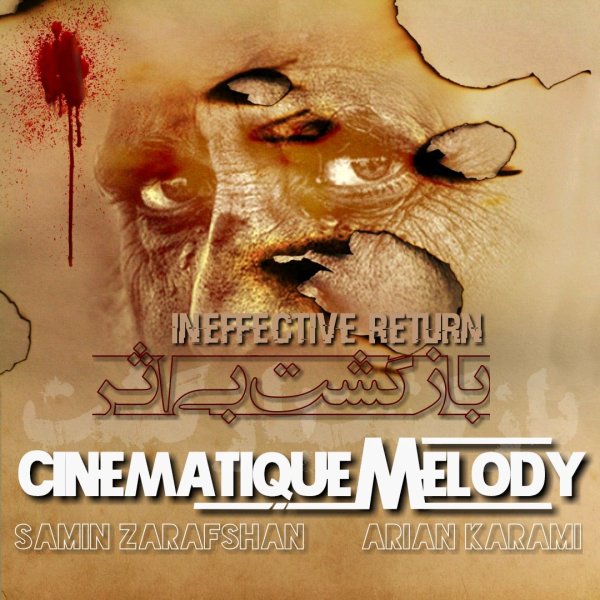 INEFFECTIVE RETURN
بازگشت بی اثر
CINEMATIQUE MELODY
SAMIN ZARAFSHAN ARIAN KARAMI